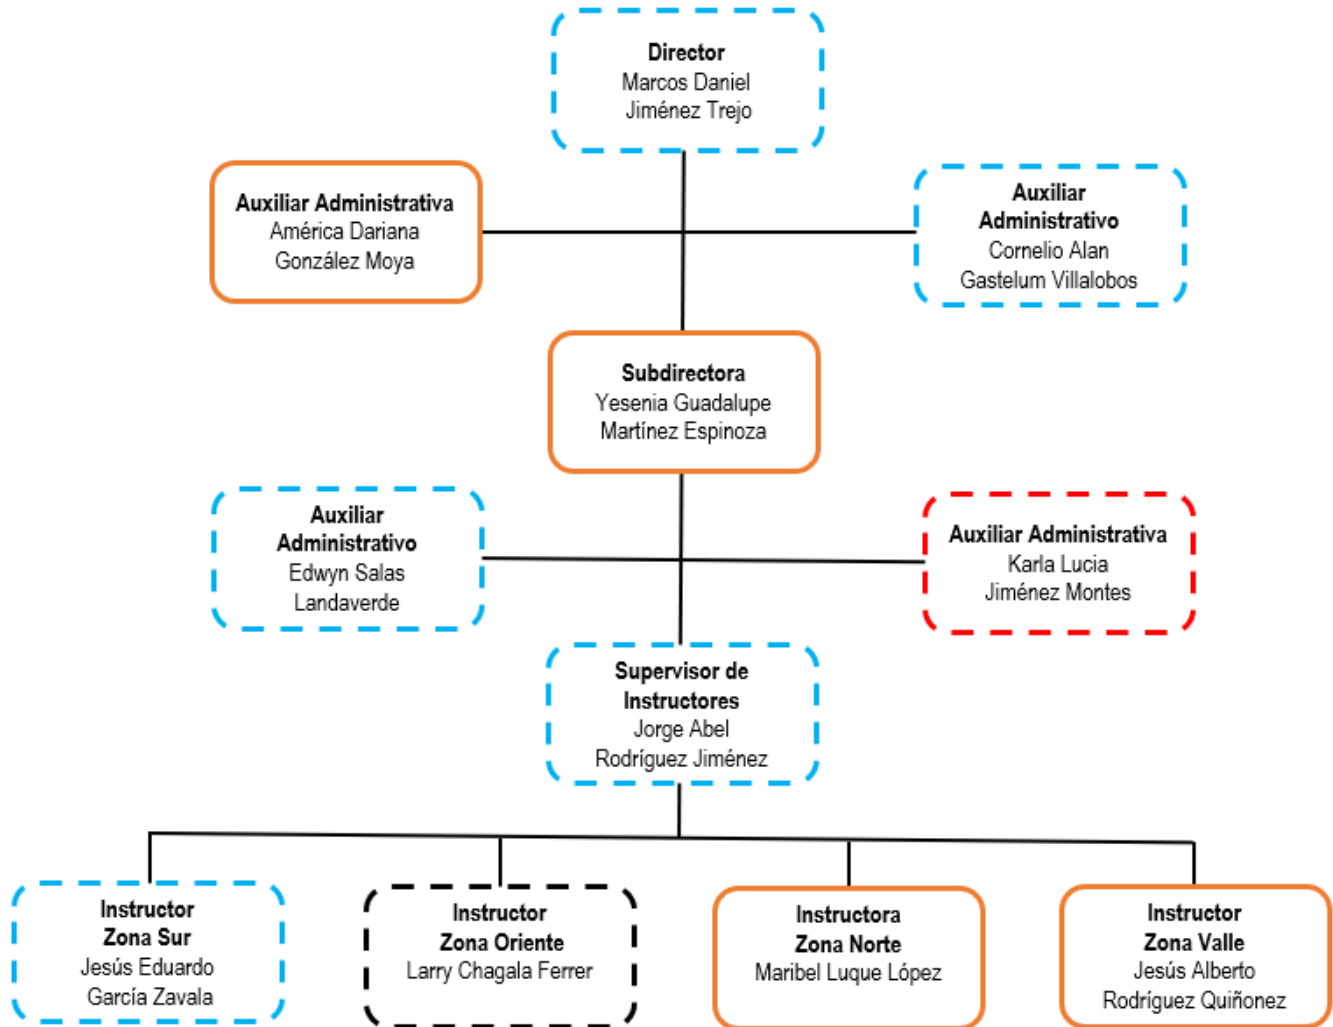 Director
Marcos Daniel
Jiménez Trejo
Auxiliar Administrativa
América Dariana
González Moya
Auxiliar
Administrativo
Cornelio Alan
Gastelum Villalobos
Subdirectora
Yesenia Guadalupe
Martínez Espinoza
Auxiliar
Administrativo
Edwyn Salas
Landaverde
Auxiliar Administrativa
Karla Lucia
Jiménez Montes
Supervisor de
Instructores
Jorge Abel
Rodríguez Jiménez
Instructor
Zona Sur
Jesús Eduardo
García Zavala
Instructor
Zona Oriente
Larry Chagala Ferrer
Instructora
Zona Norte
Maribel Luque López
Instructor
Zona Valle
Jesús Alberto
Rodríguez Quiñonez